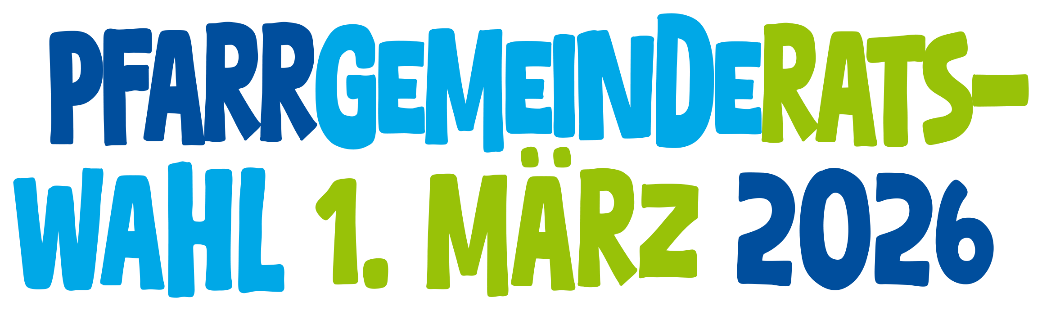 PFARRGEMEINDERATS-
WAHL 1. MÄRZ 2026